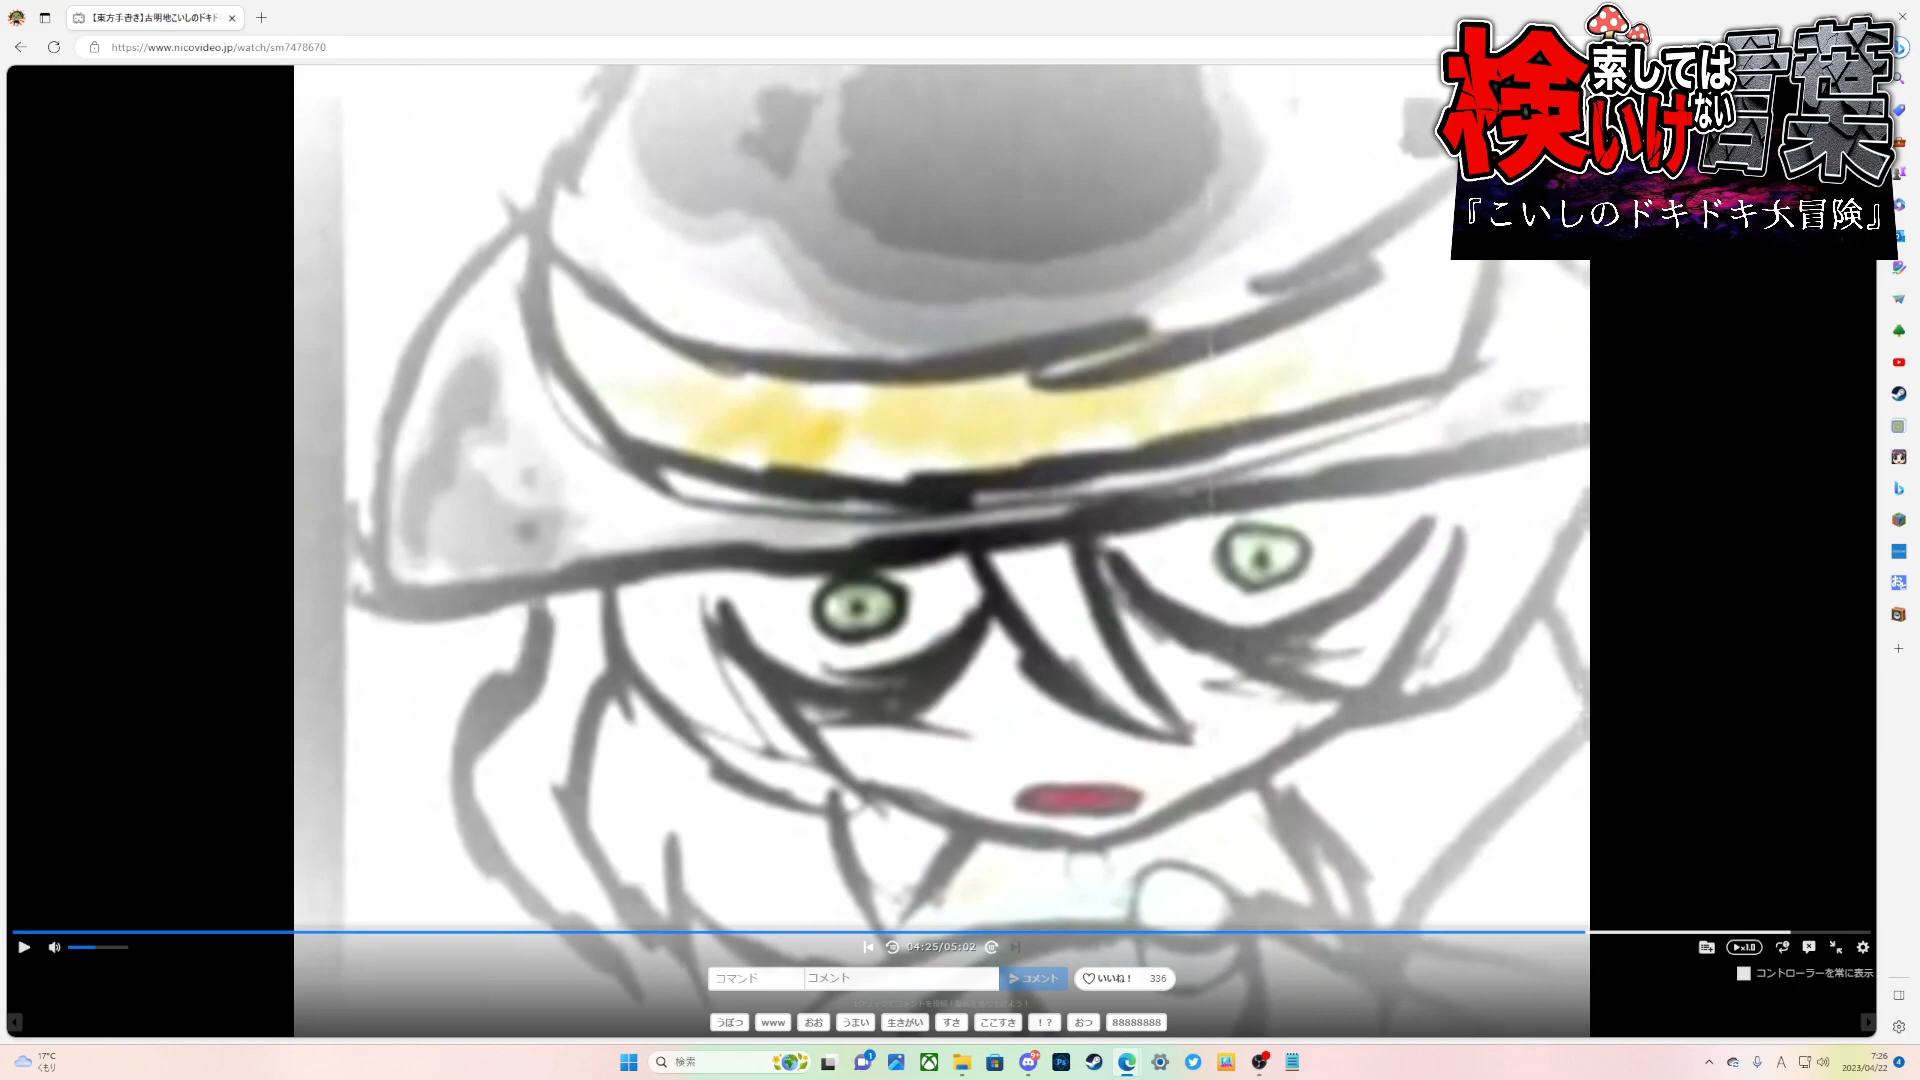 【東方手書き】古明地こいしのドキド
https://www.nicovideo.jp/watch/sm7478670
検索してはいけない言葉
『こいしのドキドキ大冒険』
04:25/05:02
x1.0
コマンド
コメント
コメント
いいね！ 336
コントローラーを常に表示
うぽつ
www
おお
うまい
生きがい
すき
ここすき
！？
おつ
88888888
17°C
くもり
検索
1
9+
A
7:26
2023/04/22
4